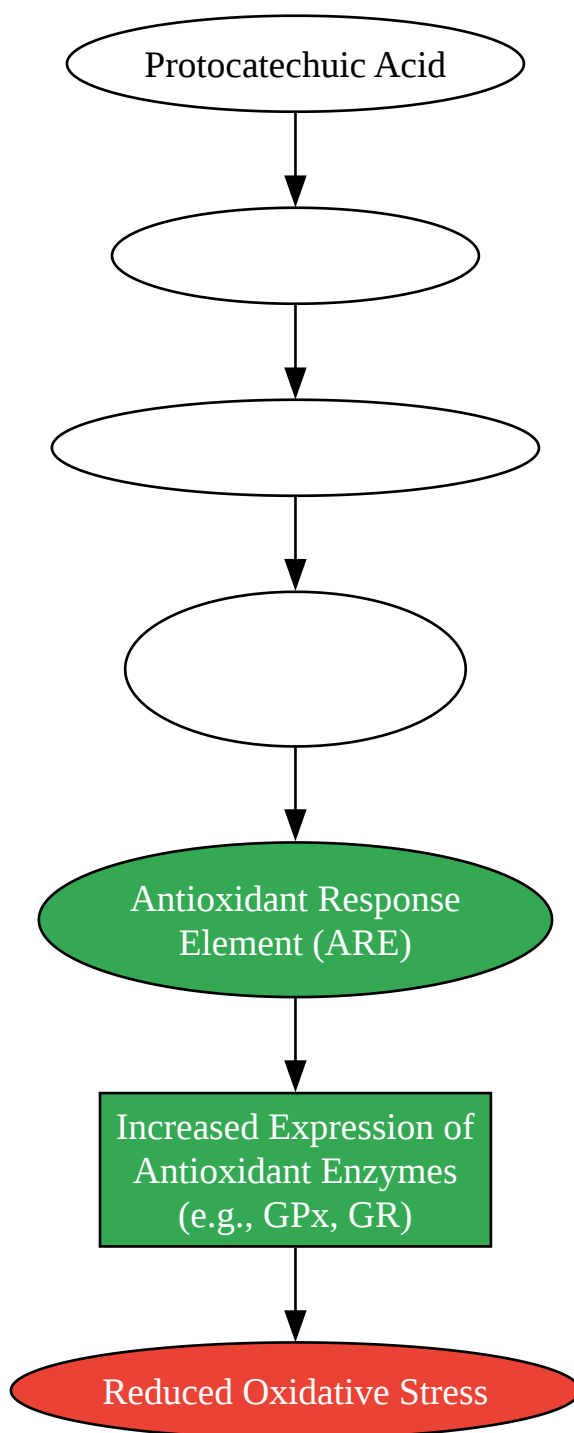 Protocatechuic Acid
Antioxidant Response
Element (ARE)
Increased Expression of
Antioxidant Enzymes
(e.g., GPx, GR)
Reduced Oxidative Stress